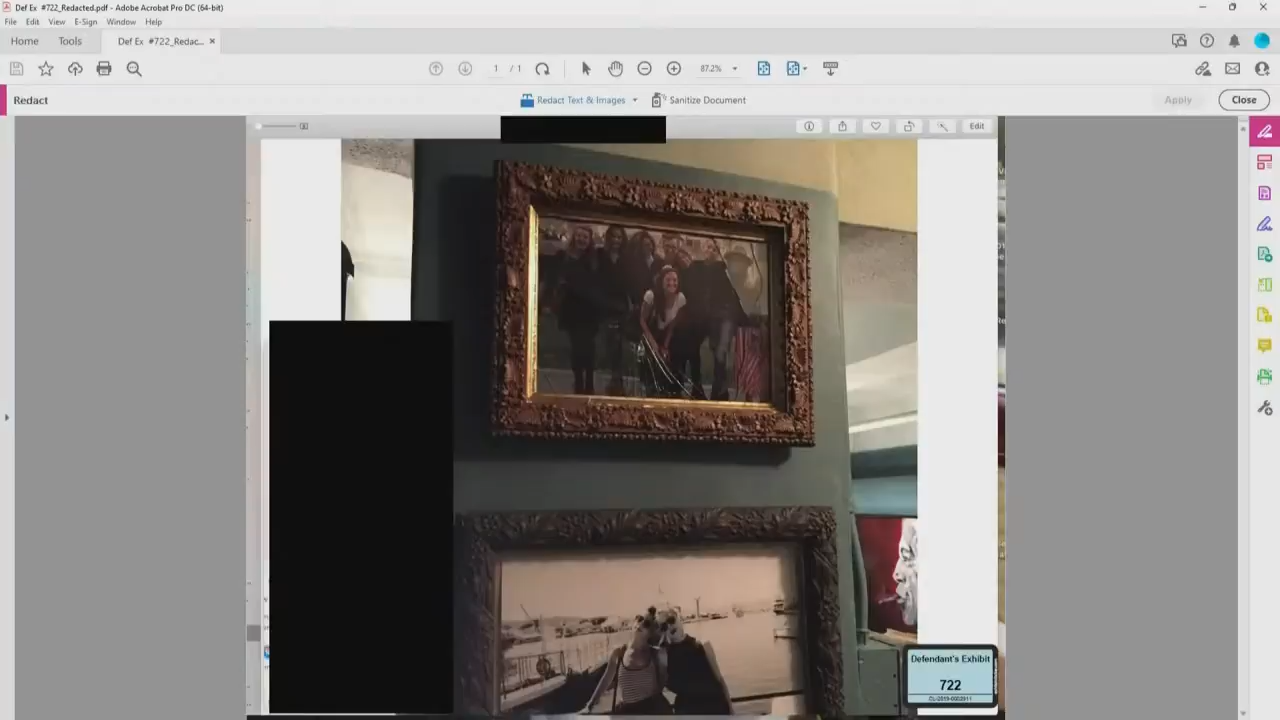 Def Ex #722_Redacted.pdf - Adobe Acrobat Pro DC (64-bit)
File Edit View E-Sign Window Help
Home Tools Def Ex #722_Redac... ×
1 / 1 87.2%
Redact Redact Text & Images Sanitize Document Apply Close
Edit
Defendant's Exhibit
722